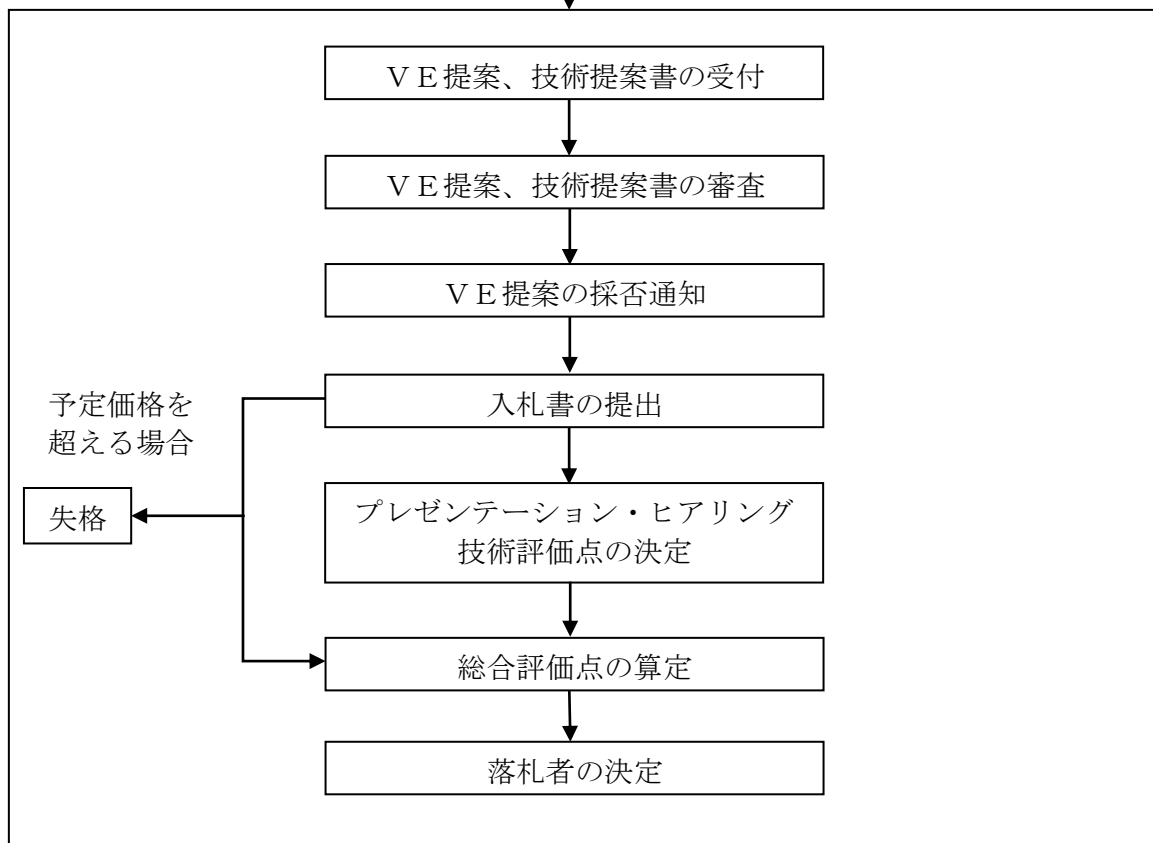 ＶＥ提案、技術提案書の受付
ＶＥ提案、技術提案書の審査
ＶＥ提案の採否通知
入札書の提出
予定価格を
超える場合
失格
プレゼンテーション・ヒアリング
技術評価点の決定
総合評価点の算定
落札者の決定